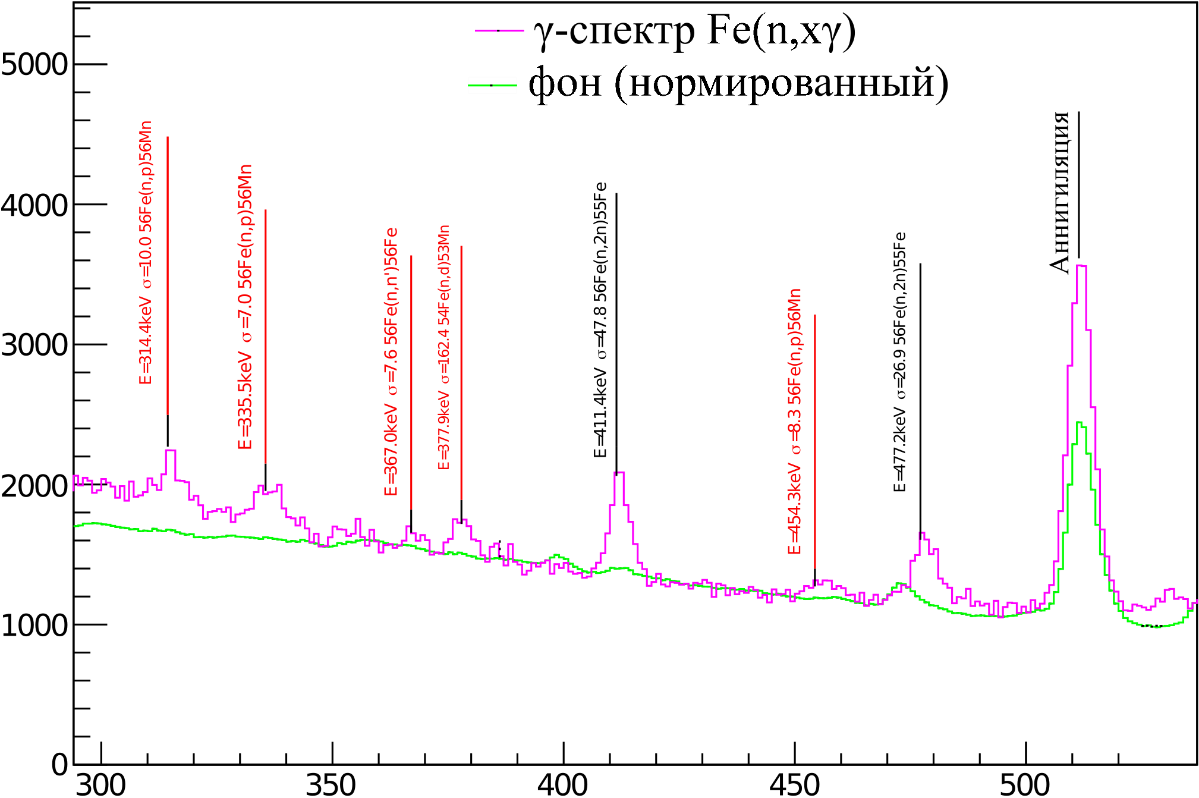 γ-спектр Fe(n,xγ)
фон (нормированный)
5000
4000
3000
2000
1000
0
E=314.4keV σ=10.0 56Fe(n,p)56Mn
E=335.5keV σ=7.0 56Fe(n,p)56Mn
E=367.0keV σ=7.6 56Fe(n,n')56Fe
E=377.9keV σ=162.4 54Fe(n,d)53Mn
E=411.4keV σ=47.8 56Fe(n,2n)55Fe
E=454.3keV σ=8.3 56Fe(n,p)56Mn
E=477.2keV σ=26.9 56Fe(n,2n)55Fe
Аннигиляция
300
350
400
450
500